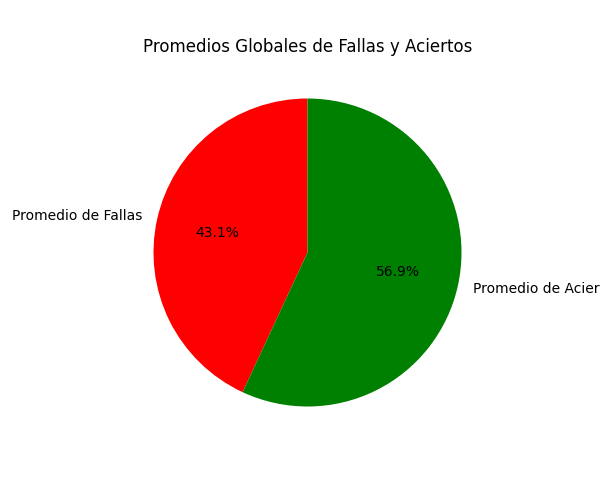 Promedios Globales de Fallas y Aciertos
Promedio de Fallas
43.1%
56.9%
Promedio de Acier